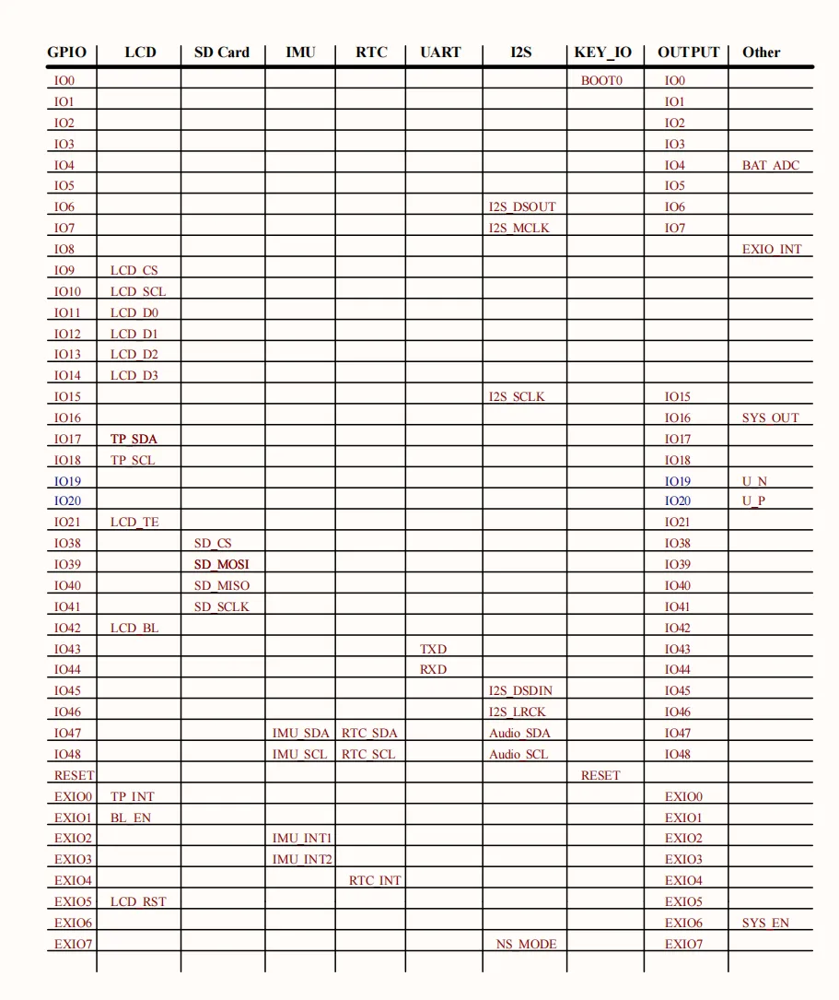 GPIO LCD SD Card IMU RTC UART I2S KEY_IO OUTPUT Other
IO0 BOOT0 IO0
IO1 IO1
IO2 IO2
IO3 IO3
IO4 IO4 BAT_ADC
IO5 IO5
IO6 I2S_DSOUT IO6
IO7 I2S_MCLK IO7
IO8 EXIO_INT
IO9 LCD_CS
IO10 LCD_SCL
IO11 LCD_D0
IO12 LCD_D1
IO13 LCD_D2
IO14 LCD_D3
IO15 I2S_SCLK IO15
IO16 IO16 SYS_OUT
IO17 TP_SDA IO17
IO18 TP_SCL IO18
IO19 IO19 U_N
IO20 IO20 U_P
IO21 LCD_TE IO21
IO38 SD_CS IO38
IO39 SD_MOSI IO39
IO40 SD_MISO IO40
IO41 SD_SCLK IO41
IO42 LCD_BL IO42
IO43 TXD IO43
IO44 RXD IO44
IO45 I2S_DSDIN IO45
IO46 I2S_LRCK IO46
IO47 IMU_SDA RTC_SDA Audio_SDA IO47
IO48 IMU_SCL RTC_SCL Audio_SCL IO48
RESET RESET
EXIO0 TP_INT EXIO0
EXIO1 BL_EN EXIO1
EXIO2 IMU_INT1 EXIO2
EXIO3 IMU_INT2 EXIO3
EXIO4 RTC_INT EXIO4
EXIO5 LCD_RST EXIO5
EXIO6 EXIO6 SYS_EN
EXIO7 NS_MODE EXIO7